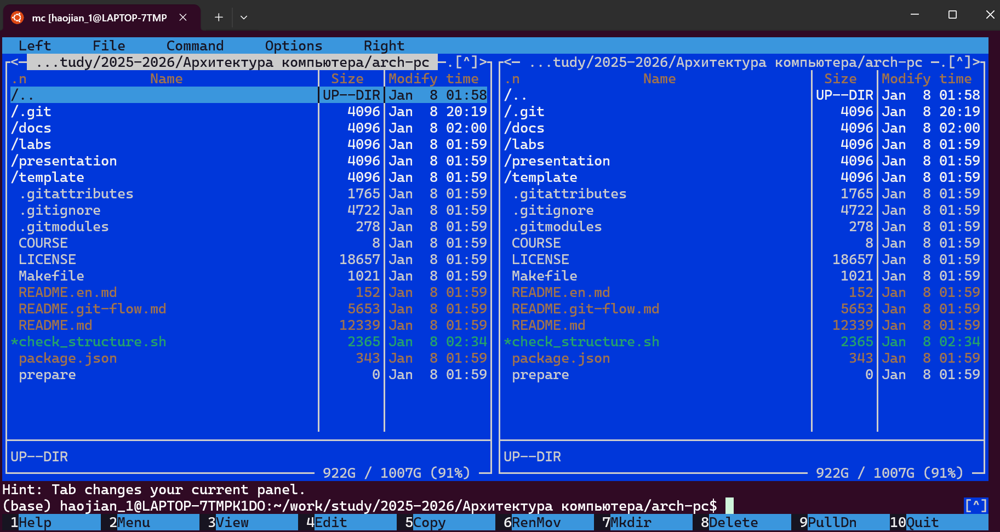 mc [haojian_1@LAPTOP-7TMP
Left File Command Options Right
<— ...tudy/2025-2026/Архитектура компьютера/arch-pc —.[^]> <— ...tudy/2025-2026/Архитектура компьютера/arch-pc —.[^]>
.n Name Size Modify time .n Name Size Modify time
/.. UP--DIR Jan 8 01:58 /.. UP--DIR Jan 8 01:58
/.git 4096 Jan 8 20:19 /.git 4096 Jan 8 20:19
/docs 4096 Jan 8 02:00 /docs 4096 Jan 8 02:00
/labs 4096 Jan 8 01:59 /labs 4096 Jan 8 01:59
/presentation 4096 Jan 8 01:59 /presentation 4096 Jan 8 01:59
/template 4096 Jan 8 01:59 /template 4096 Jan 8 01:59
.gitattributes 1765 Jan 8 01:59 .gitattributes 1765 Jan 8 01:59
.gitignore 4722 Jan 8 01:59 .gitignore 4722 Jan 8 01:59
.gitmodules 278 Jan 8 01:59 .gitmodules 278 Jan 8 01:59
COURSE 8 Jan 8 01:59 COURSE 8 Jan 8 01:59
LICENSE 18657 Jan 8 01:59 LICENSE 18657 Jan 8 01:59
Makefile 1021 Jan 8 01:59 Makefile 1021 Jan 8 01:59
README.en.md 152 Jan 8 01:59 README.en.md 152 Jan 8 01:59
README.git-flow.md 5653 Jan 8 01:59 README.git-flow.md 5653 Jan 8 01:59
README.md 12339 Jan 8 01:59 README.md 12339 Jan 8 01:59
*check_structure.sh 2365 Jan 8 02:34 *check_structure.sh 2365 Jan 8 02:34
package.json 343 Jan 8 01:59 package.json 343 Jan 8 01:59
prepare 0 Jan 8 01:59 prepare 0 Jan 8 01:59
UP--DIR UP--DIR
922G / 1007G (91%) 922G / 1007G (91%)
Hint: Tab changes your current panel.
(base) haojian_1@LAPTOP-7TMPK1DO:~/work/study/2025-2026/Архитектура компьютера/arch-pc$ [^]
1Help 2Menu 3View 4Edit 5Copy 6RenMov 7Mkdir 8Delete 9PullDn 10Quit